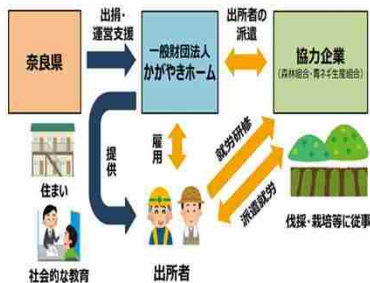 奈良県
出捐・
運営支援
一般財団法人
かがやきホーム
出所者の
派遣
協力企業
(森林組合・青ネギ生産組合)
提供
雇用
就労研修
派遣就労
住まい
社会的な教育
出所者
伐採・栽培等に従事